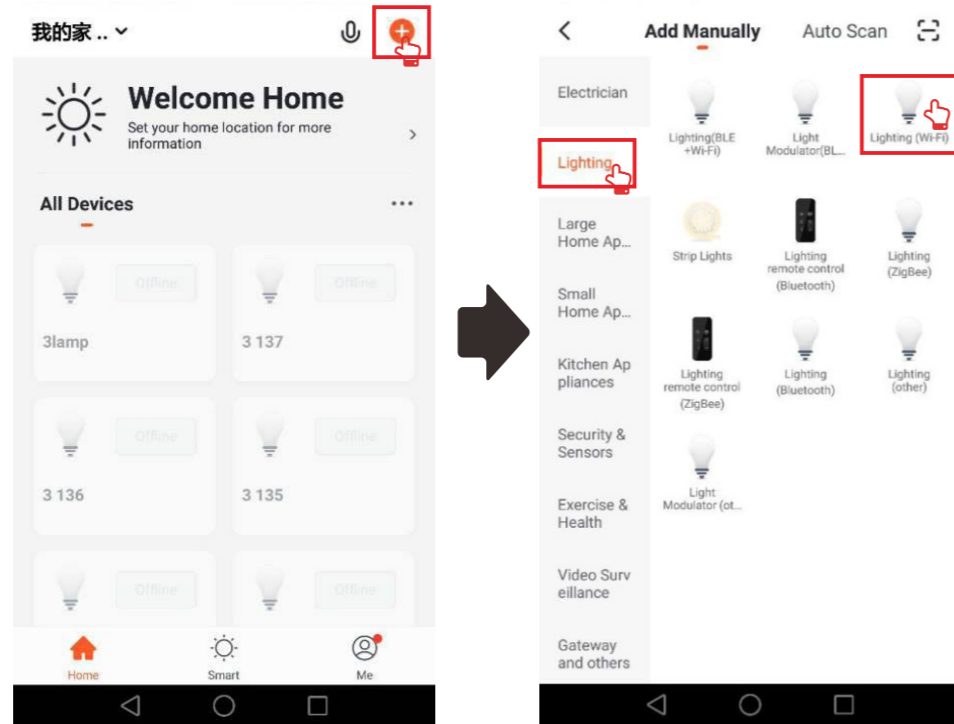 我的家 ..
Welcome Home
Set your home location for more
information
All Devices
Offline
Offline
3lamp
3 137
Offline
Offline
3 136
3 135
Offline
Offline
Home
Smart
Me
Add Manually
Auto Scan
Electrician
Lighting
Large
Home Ap...
Small
Home Ap...
Kitchen Ap
pliances
Security &
Sensors
Exercise &
Health
Video Surv
eillance
Gateway
and others
Lighting(BLE
+Wi-Fi)
Light
Modulator(BL...
Lighting (Wi-Fi)
Strip Lights
Lighting
remote control
(Bluetooth)
Lighting
(ZigBee)
Lighting
remote control
(ZigBee)
Lighting
(Bluetooth)
Lighting
(other)
Light
Modulator (ot...